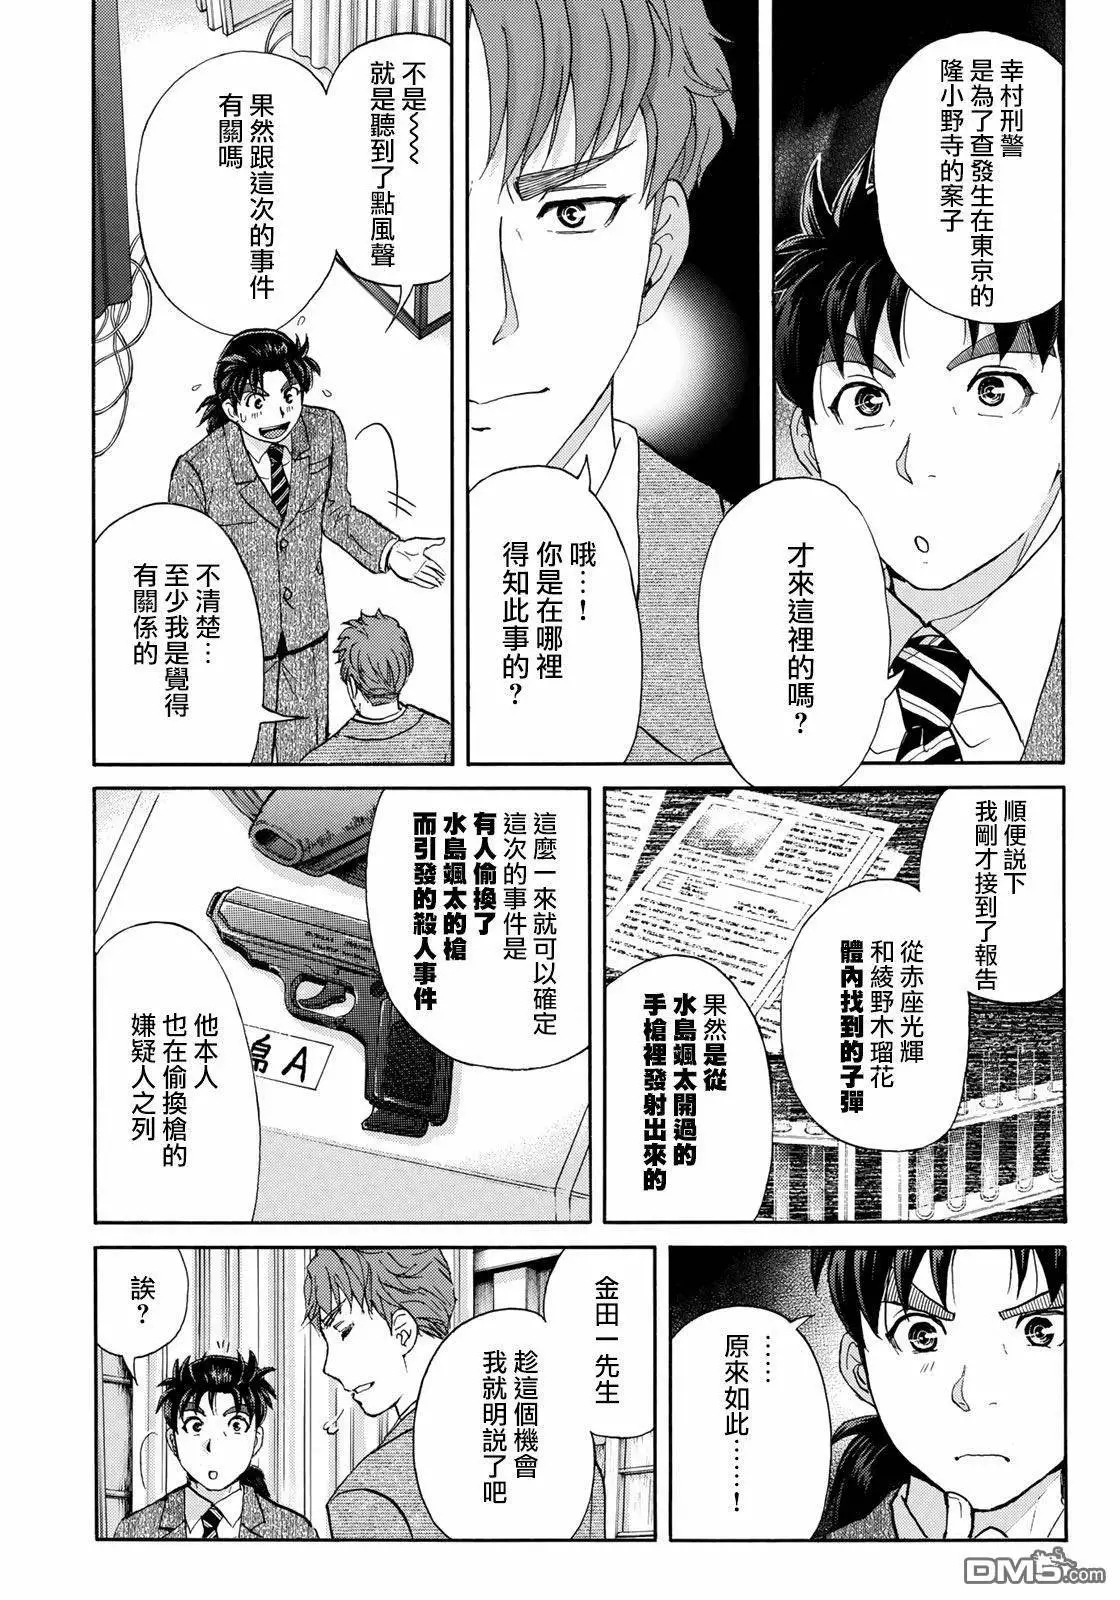 幸村刑警
是為了查發生在東京的
隆小野寺的案子
才來這裡的嗎?
哦…!
你是在哪裡
得知此事的?
不是~~~
就是聽到了點風聲
果然跟這次的事件
有關嗎
不清楚…
至少我是覺得
有關係的
順便説下
我剛才接到了報告
從赤座光輝
和綾野木瑠花
體內找到的子彈
果然是從
水島颯太開過的
手槍裡發射出來的
這麼一來就可以確定
這次的事件是
有人偷換了
水島颯太的槍
而引發的殺人事件
他本人
也在偷換槍的
嫌疑人之列
帛A
……
原來如此……!
金田一先生
趁這個機會
我就明説了吧
誒?
DM5.com